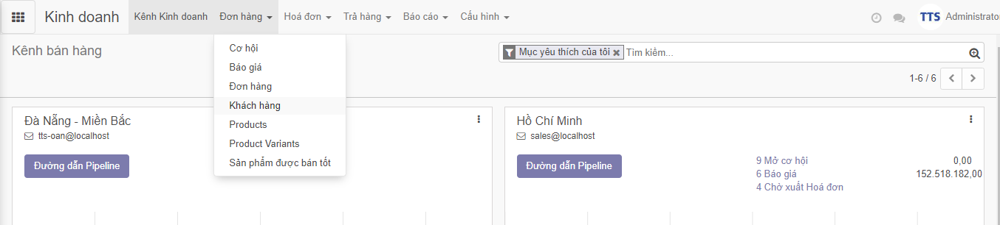 Kinh doanh Kênh Kinh doanh Đơn hàng Hoá đơn Trả hàng Báo cáo Cấu hình TTS Administrator
Kênh bán hàng
Mục yêu thích của tôi Tìm kiếm...
1-6 / 6
Cơ hội
Báo giá
Đơn hàng
Khách hàng
Products
Product Variants
Sản phẩm được bán tốt
Đà Nẵng - Miền Bắc
tts-oan@localhost
Đường dẫn Pipeline
Hồ Chí Minh
sales@localhost
Đường dẫn Pipeline
9 Mở cơ hội 0,00
6 Báo giá 152.518.182,00
4 Chờ xuất Hoá đơn